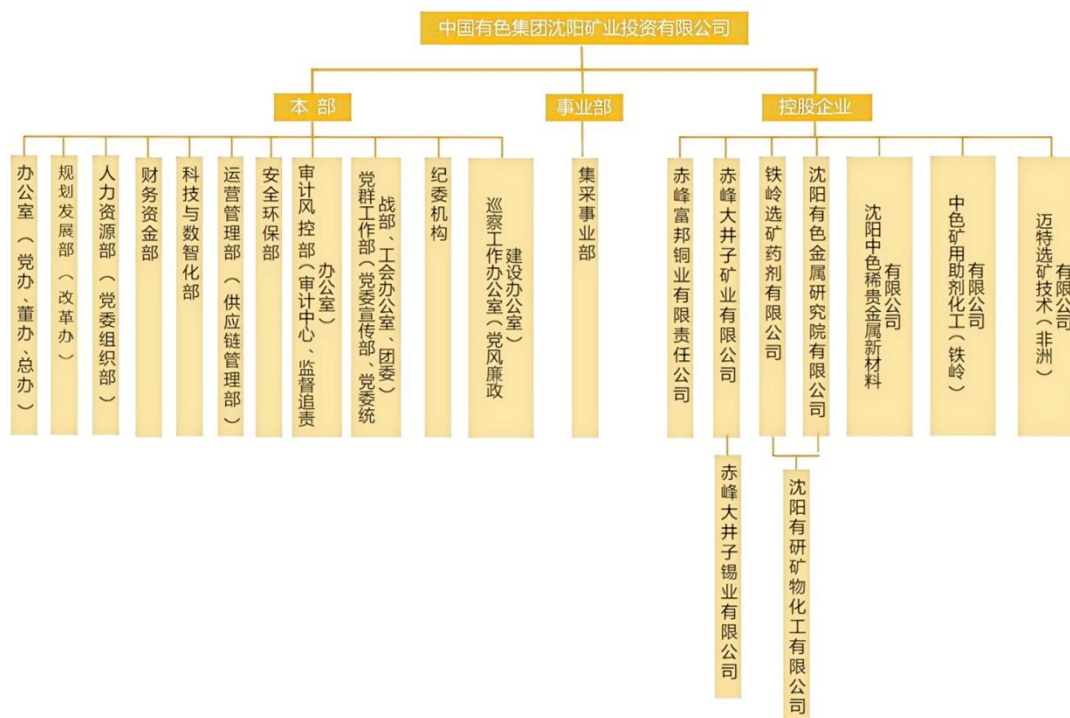 中国有色集团沈阳矿业投资有限公司
本 部
事业部
控股企业
办公室（党办、董办、总办）
规划发展部（改革办）
人力资源部（党委组织部）
财务资金部
科技与数智化部
运营管理部（供应链管理部）
安全环保部
审计风控部（审计中心、监督追责
办公室）
党群工作部（党委宣传部、党委统
战部、工会办公室、团委）
纪委机构
巡察工作办公室（党风廉政
建设办公室）
集采事业部
赤峰富邦铜业有限责任公司
赤峰大井子矿业有限公司
铁岭选矿药剂有限公司
沈阳有色金属研究院有限公司
沈阳中色稀贵金属新材料
有限公司
中色矿用助剂化工（铁岭）
有限公司
迈特选矿技术（非洲）
有限公司
赤峰大井子锡业有限公司
沈阳有研矿物化工有限公司